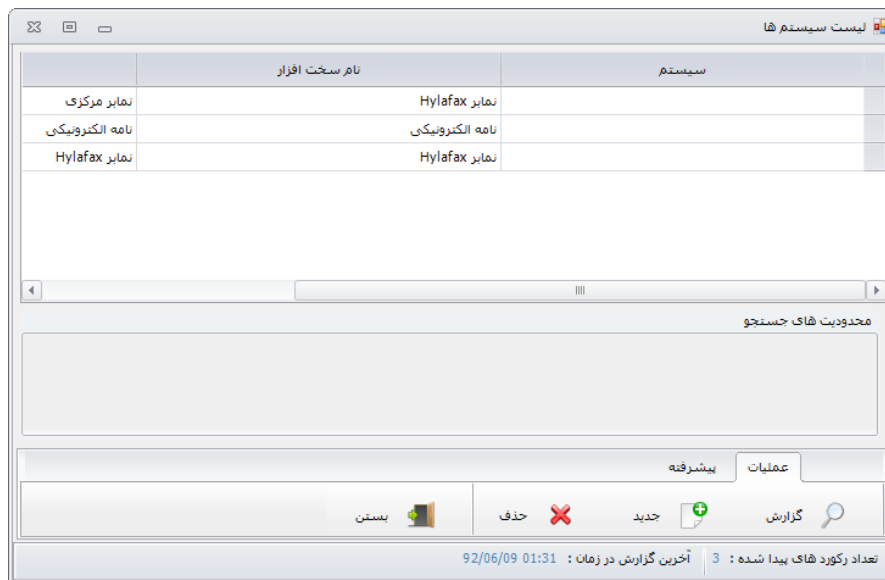 لیست سیستم ها
سیستم	نام سخت افزار
نمابر Hylafax	نمابر مرکزی
نامه الکترونیکی	نامه الکترونیکی
نمابر Hylafax	نمابر Hylafax
محدودیت های جستجو
عملیات	پیشرفته
گزارش	جدید	حذف	بستن
تعداد رکورد های پیدا شده : 3	آخرین گزارش در زمان : 92/06/09 01:31